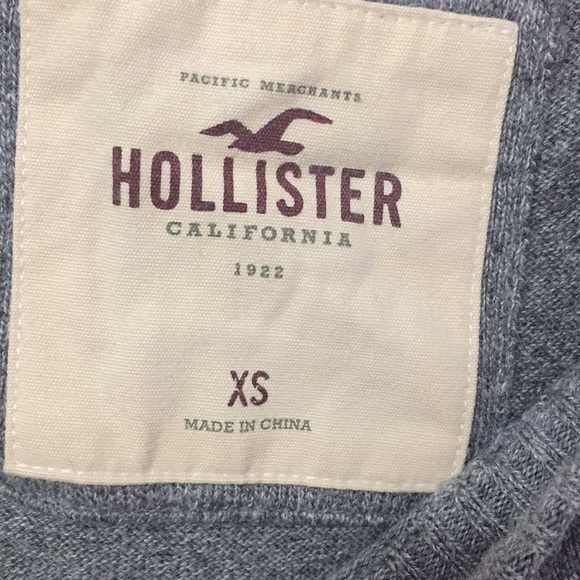 PACIFIC MERCHANTS
HOLLISTER
CALIFORNIA
1922
XS
MADE IN CHINA